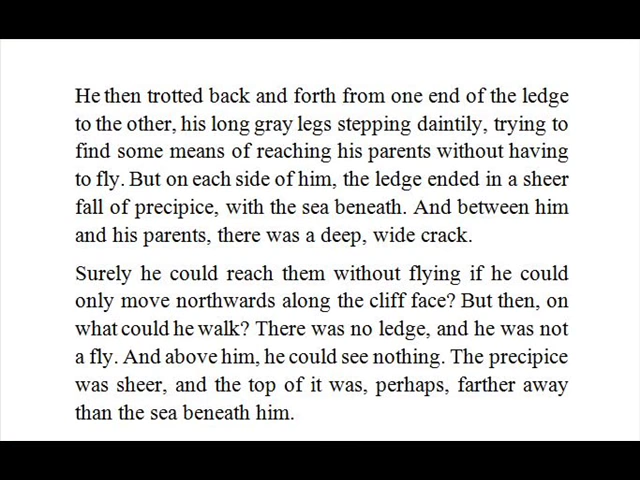 He then trotted back and forth from one end of the ledge
to the other, his long gray legs stepping daintily, trying to
find some means of reaching his parents without having
to fly. But on each side of him, the ledge ended in a sheer
fall of precipice, with the sea beneath. And between him
and his parents, there was a deep, wide crack.
Surely he could reach them without flying if he could
only move northwards along the cliff face? But then, on
what could he walk? There was no ledge, and he was not
a fly. And above him, he could see nothing. The precipice
was sheer, and the top of it was, perhaps, farther away
than the sea beneath him.